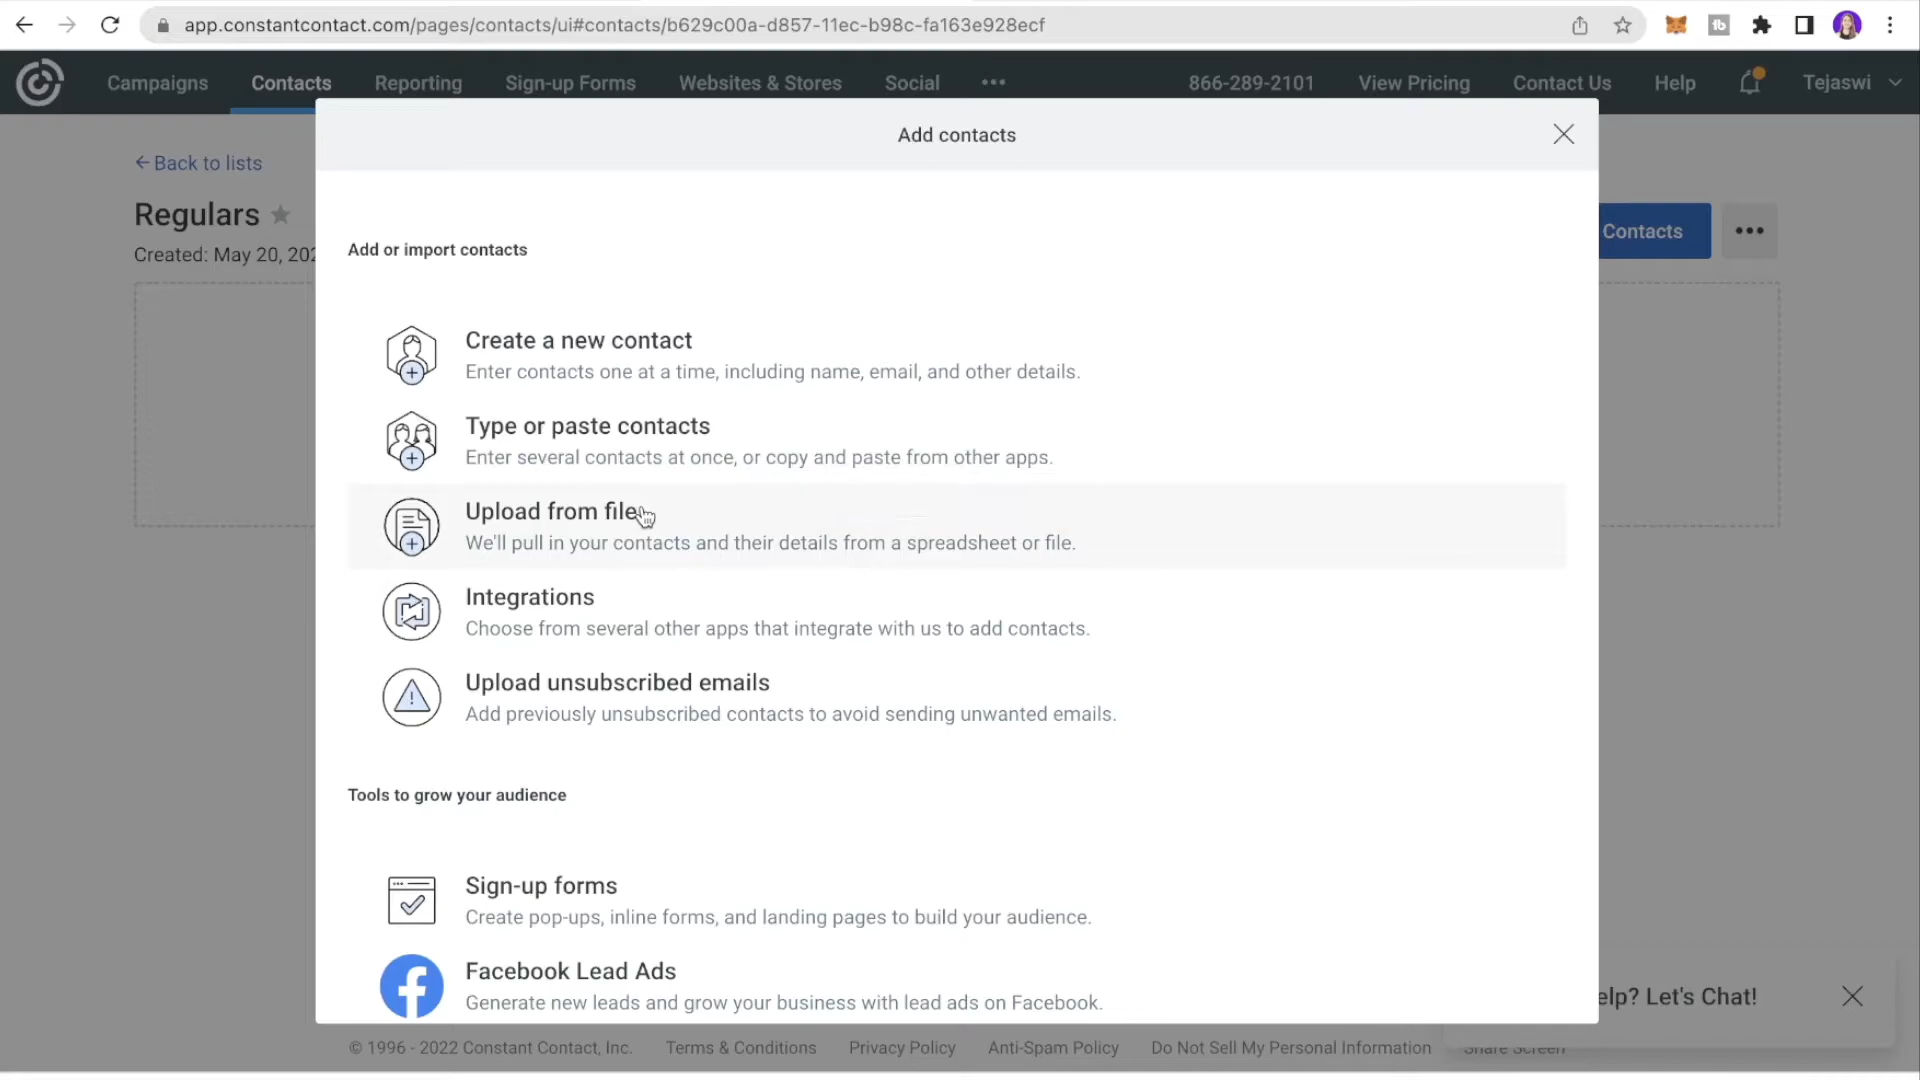 app.constantcontact.com/pages/contacts/ui#contacts/b629c00a-d857-11ec-b98c-fa163e928ecf
Campaigns Contacts Reporting Sign-up Forms Websites & Stores Social ••• 866-289-2101 View Pricing Contact Us Help Tejaswi
Add contacts
← Back to lists
Regulars
Contacts •••
Created: May 20, 202
Add or import contacts
Create a new contact
Enter contacts one at a time, including name, email, and other details.
Type or paste contacts
Enter several contacts at once, or copy and paste from other apps.
Upload from file
We'll pull in your contacts and their details from a spreadsheet or file.
Integrations
Choose from several other apps that integrate with us to add contacts.
Upload unsubscribed emails
Add previously unsubscribed contacts to avoid sending unwanted emails.
Tools to grow your audience
Sign-up forms
Create pop-ups, inline forms, and landing pages to build your audience.
Facebook Lead Ads
Generate new leads and grow your business with lead ads on Facebook.
elp? Let's Chat!
© 1996 - 2022 Constant Contact, Inc. Terms & Conditions Privacy Policy Anti-Spam Policy Do Not Sell My Personal Information Share Screen